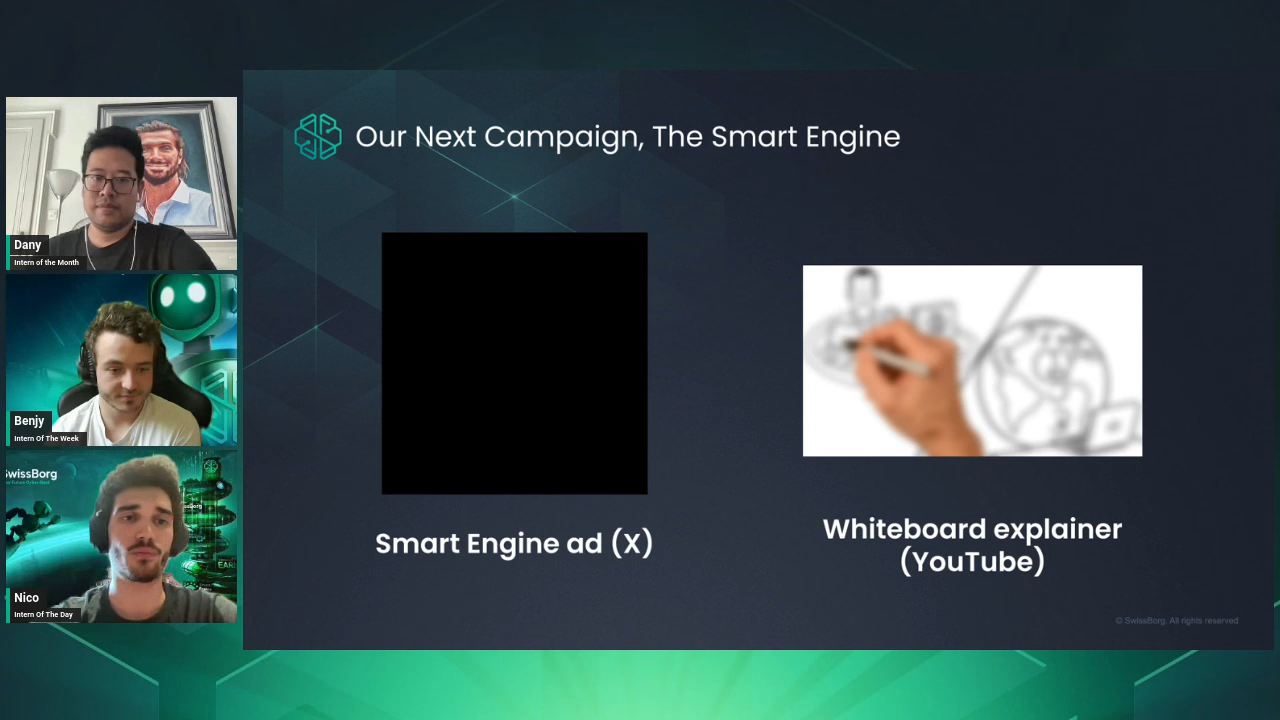 Our Next Campaign, The Smart Engine
Dany
Intern of the Month
Benjy
Intern Of The Week
SwissBorg
Nico
Intern Of The Day
Smart Engine ad (X)
Whiteboard explainer
(YouTube)
© SwissBorg. All rights reserved